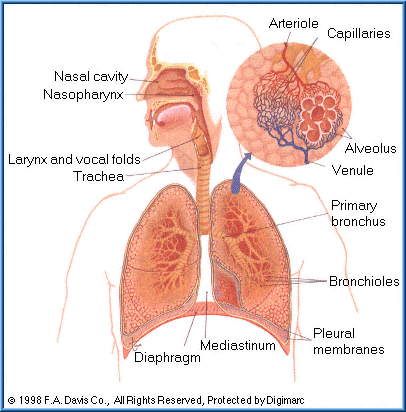 Arteriole
Capillaries
Nasal cavity
Nasopharynx
Alveolus
Larynx and vocal folds
Venule
Trachea
Primary
bronchus
Bronchioles
Mediastinum
Pleural
membranes
Diaphragm
© 1998 F.A. Davis Co., All Rights Reserved, Protected by Digimarc